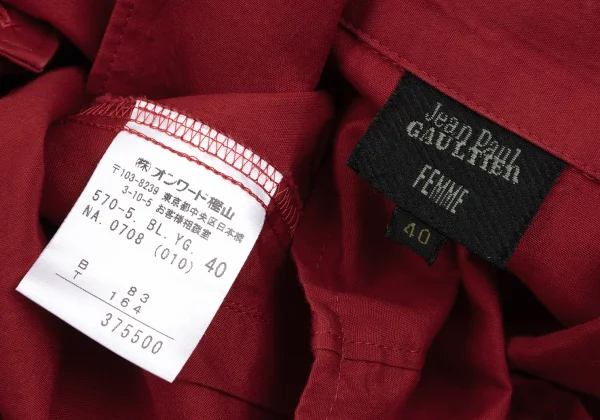 (株)オンワード樫山
〒103-8239 東京都中央区日本橋
3-10-5 お客様相談室
570-5. BL.YG. 40
NA. 0708 (010)
B 83
T 164
375500
Jean Paul
GAULTIER
FEMME
40